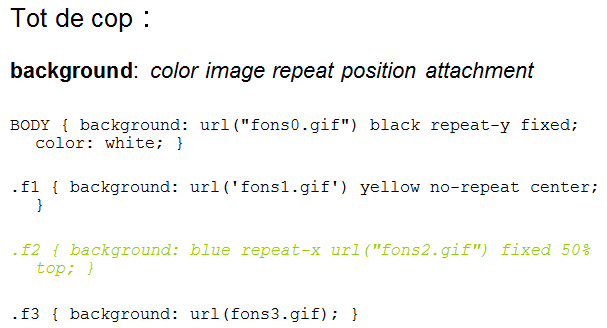 Tot de cop :
background: color image repeat position attachment
BODY { background: url("fons0.gif") black repeat-y fixed;
color: white; }
.f1 { background: url('fons1.gif') yellow no-repeat center;
}
.f2 { background: blue repeat-x url("fons2.gif") fixed 50%
top; }
.f3 { background: url(fons3.gif); }